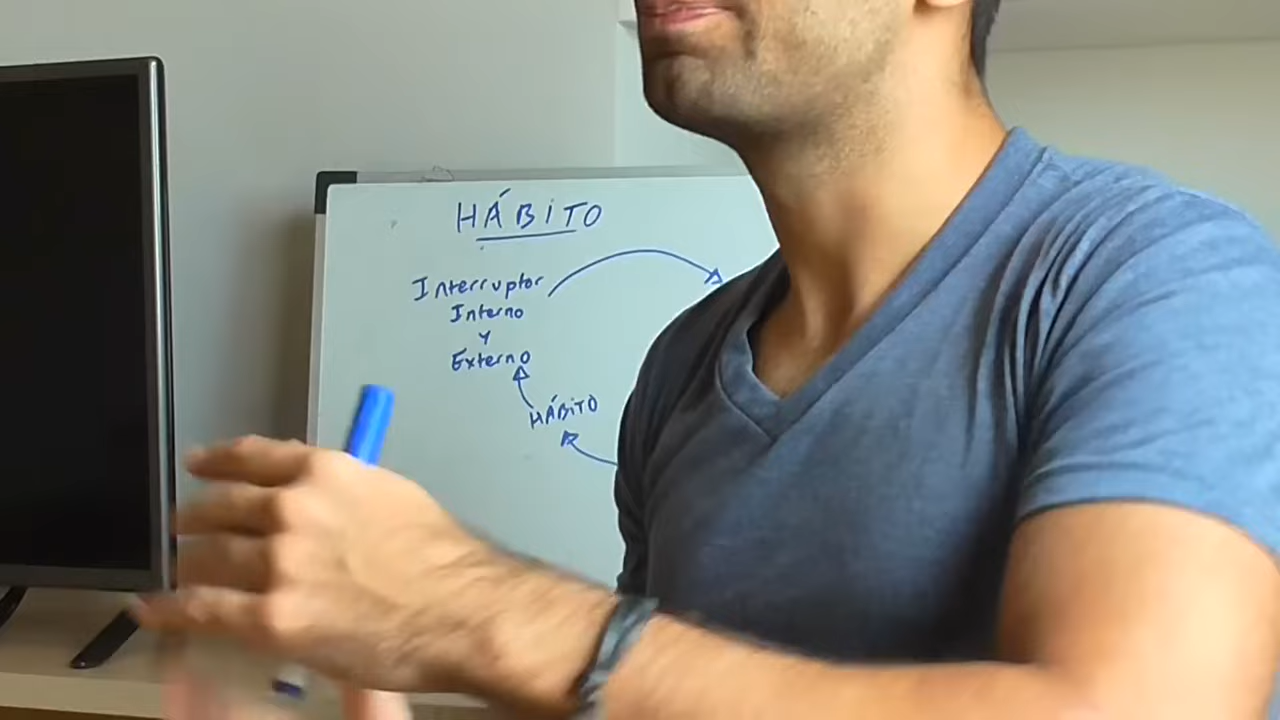 HÁBITO
Interruptor
Interno
y
Externo
HÁBITO